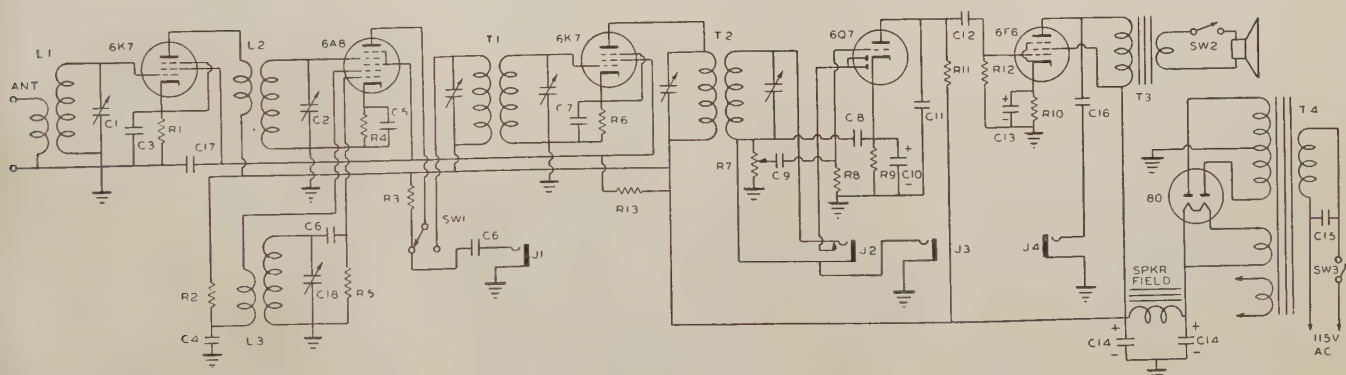 ANT
L1
C1
6K7
C3
R1
C17
L2
C2
6A8
R4
C5
R2
C4
L3
C6
C18
R5
R3
SW1
C6
J1
T1
C7
6K7
R6
R13
T2
R7
C9
6Q7
C8
R8
R9
C10
+
-
C11
J2
J3
R11
C12
R12
6F6
+
C13
R10
C16
J4
T3
SW2
80
T4
C15
SW3
115V
AC
SPKR
FIELD
+
C14
-
+
C14
-